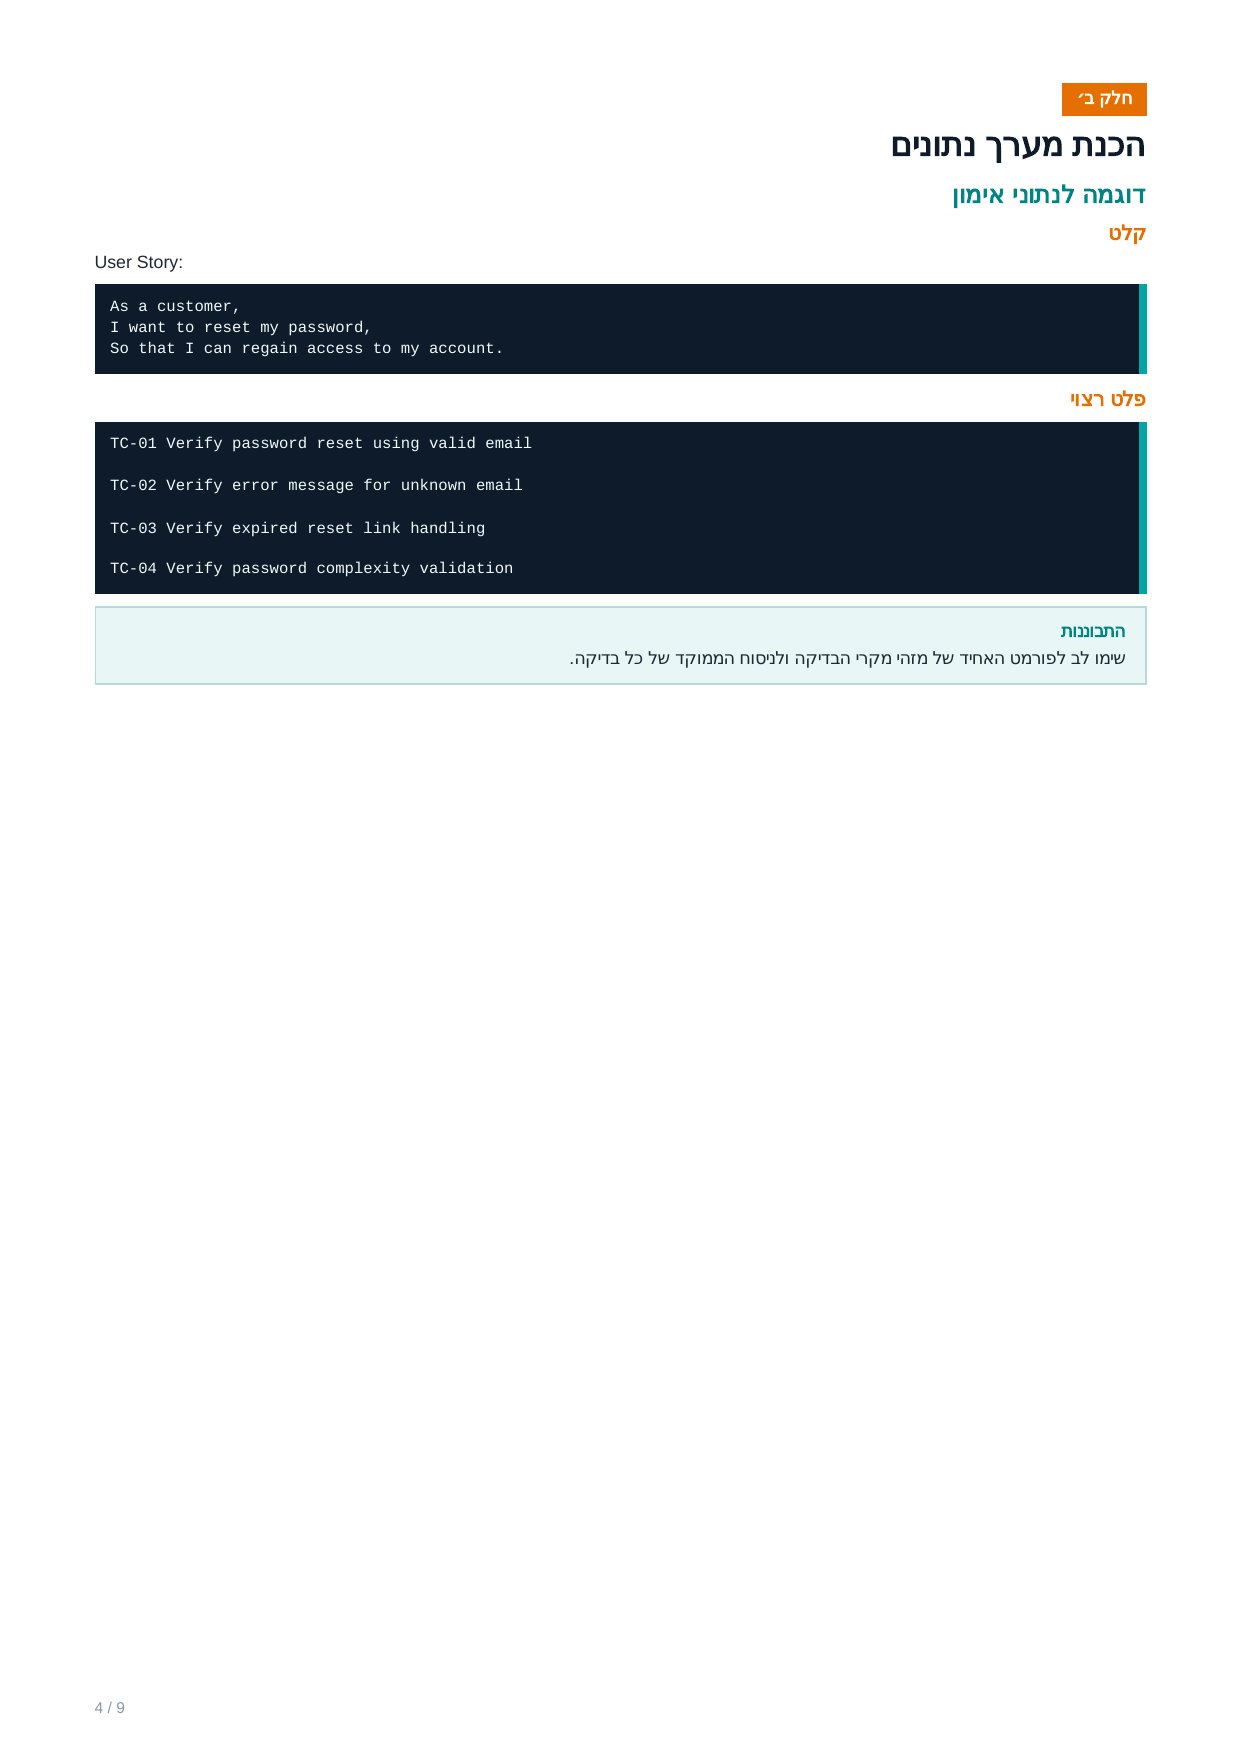 חלק ב׳
הכנת מערך נתונים
דוגמה לנתוני אימון
קלט
User Story:
As a customer,
I want to reset my password,
So that I can regain access to my account.
פלט רצוי
TC-01 Verify password reset using valid email
TC-02 Verify error message for unknown email
TC-03 Verify expired reset link handling
TC-04 Verify password complexity validation
התבוננות
שימו לב לפורמט האחיד של מזהי מקרי הבדיקה ולניסוח הממוקד של כל בדיקה.
4 / 9